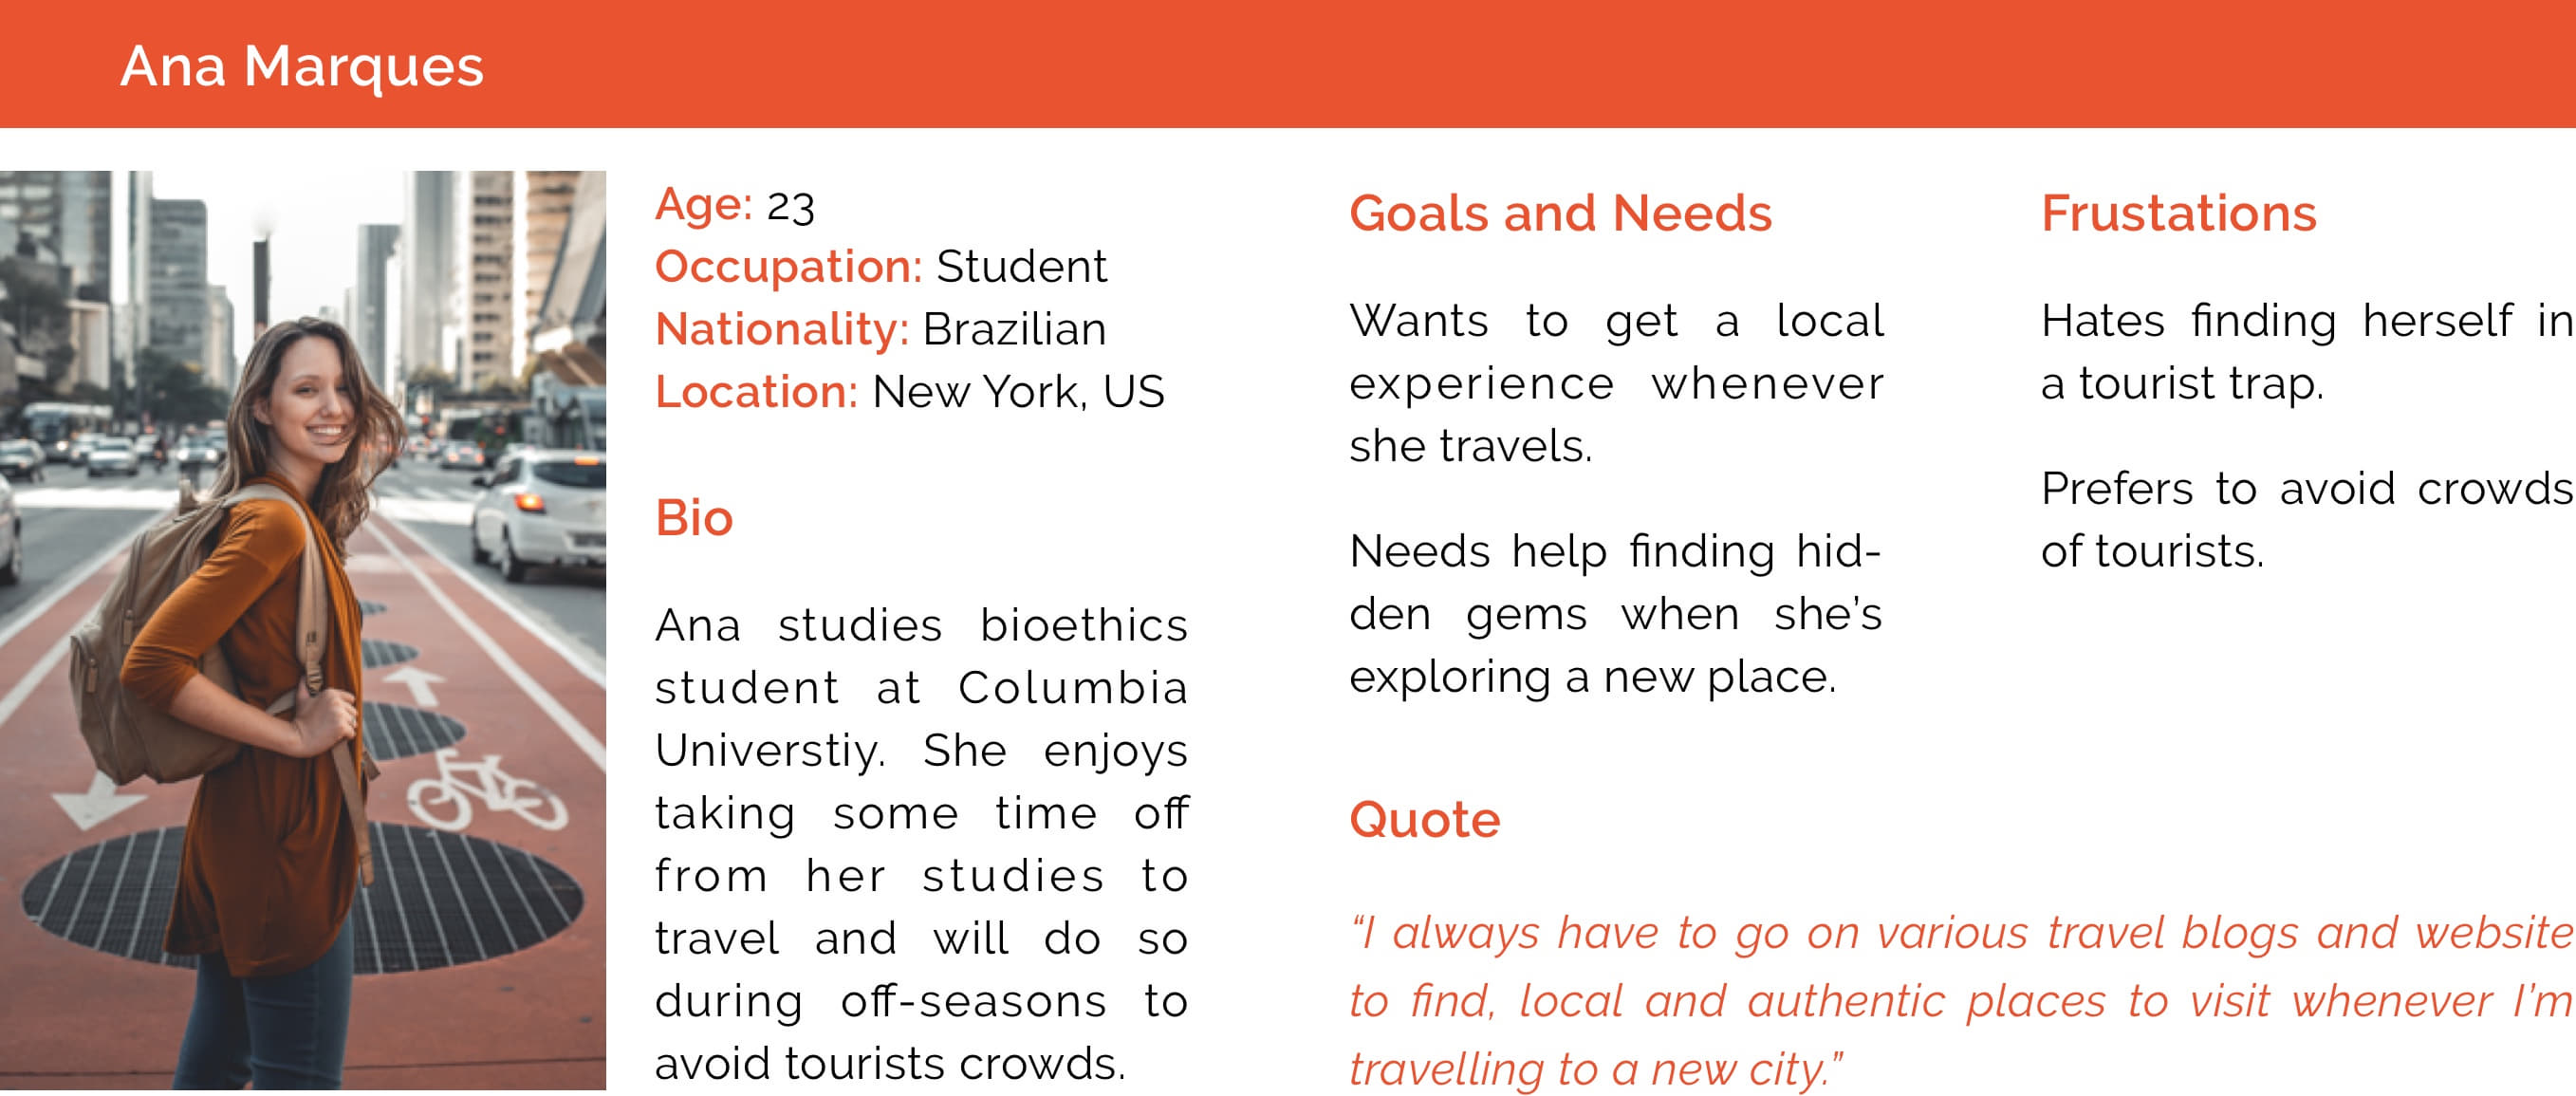 Ana Marques
Age: 23
Occupation: Student
Nationality: Brazilian
Location: New York, US
Bio
Ana studies bioethics
student at Columbia
Universtiy. She enjoys
taking some time off
from her studies to
travel and will do so
during off-seasons to
avoid tourists crowds.
Goals and Needs
Wants to get a local
experience whenever
she travels.
Needs help finding hid-
den gems when she’s
exploring a new place.
Frustations
Hates finding herself in
a tourist trap.
Prefers to avoid crowds
of tourists.
Quote
“I always have to go on various travel blogs and website
to find, local and authentic places to visit whenever I’m
travelling to a new city.”